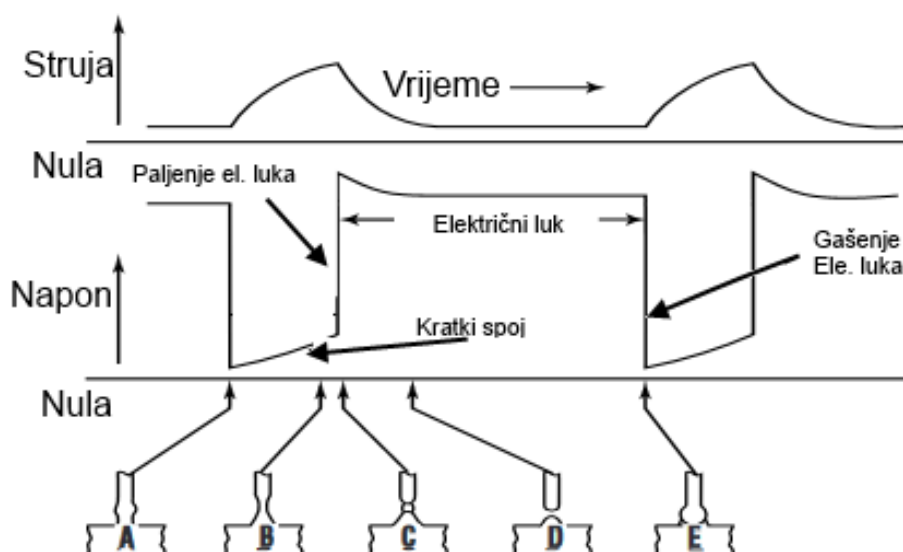 Struja
Vrijeme
Nula
Paljenje el. luka
Električni luk
Gašenje
Ele. luka
Napon
Kratki spoj
Nula
A
B
C
D
E